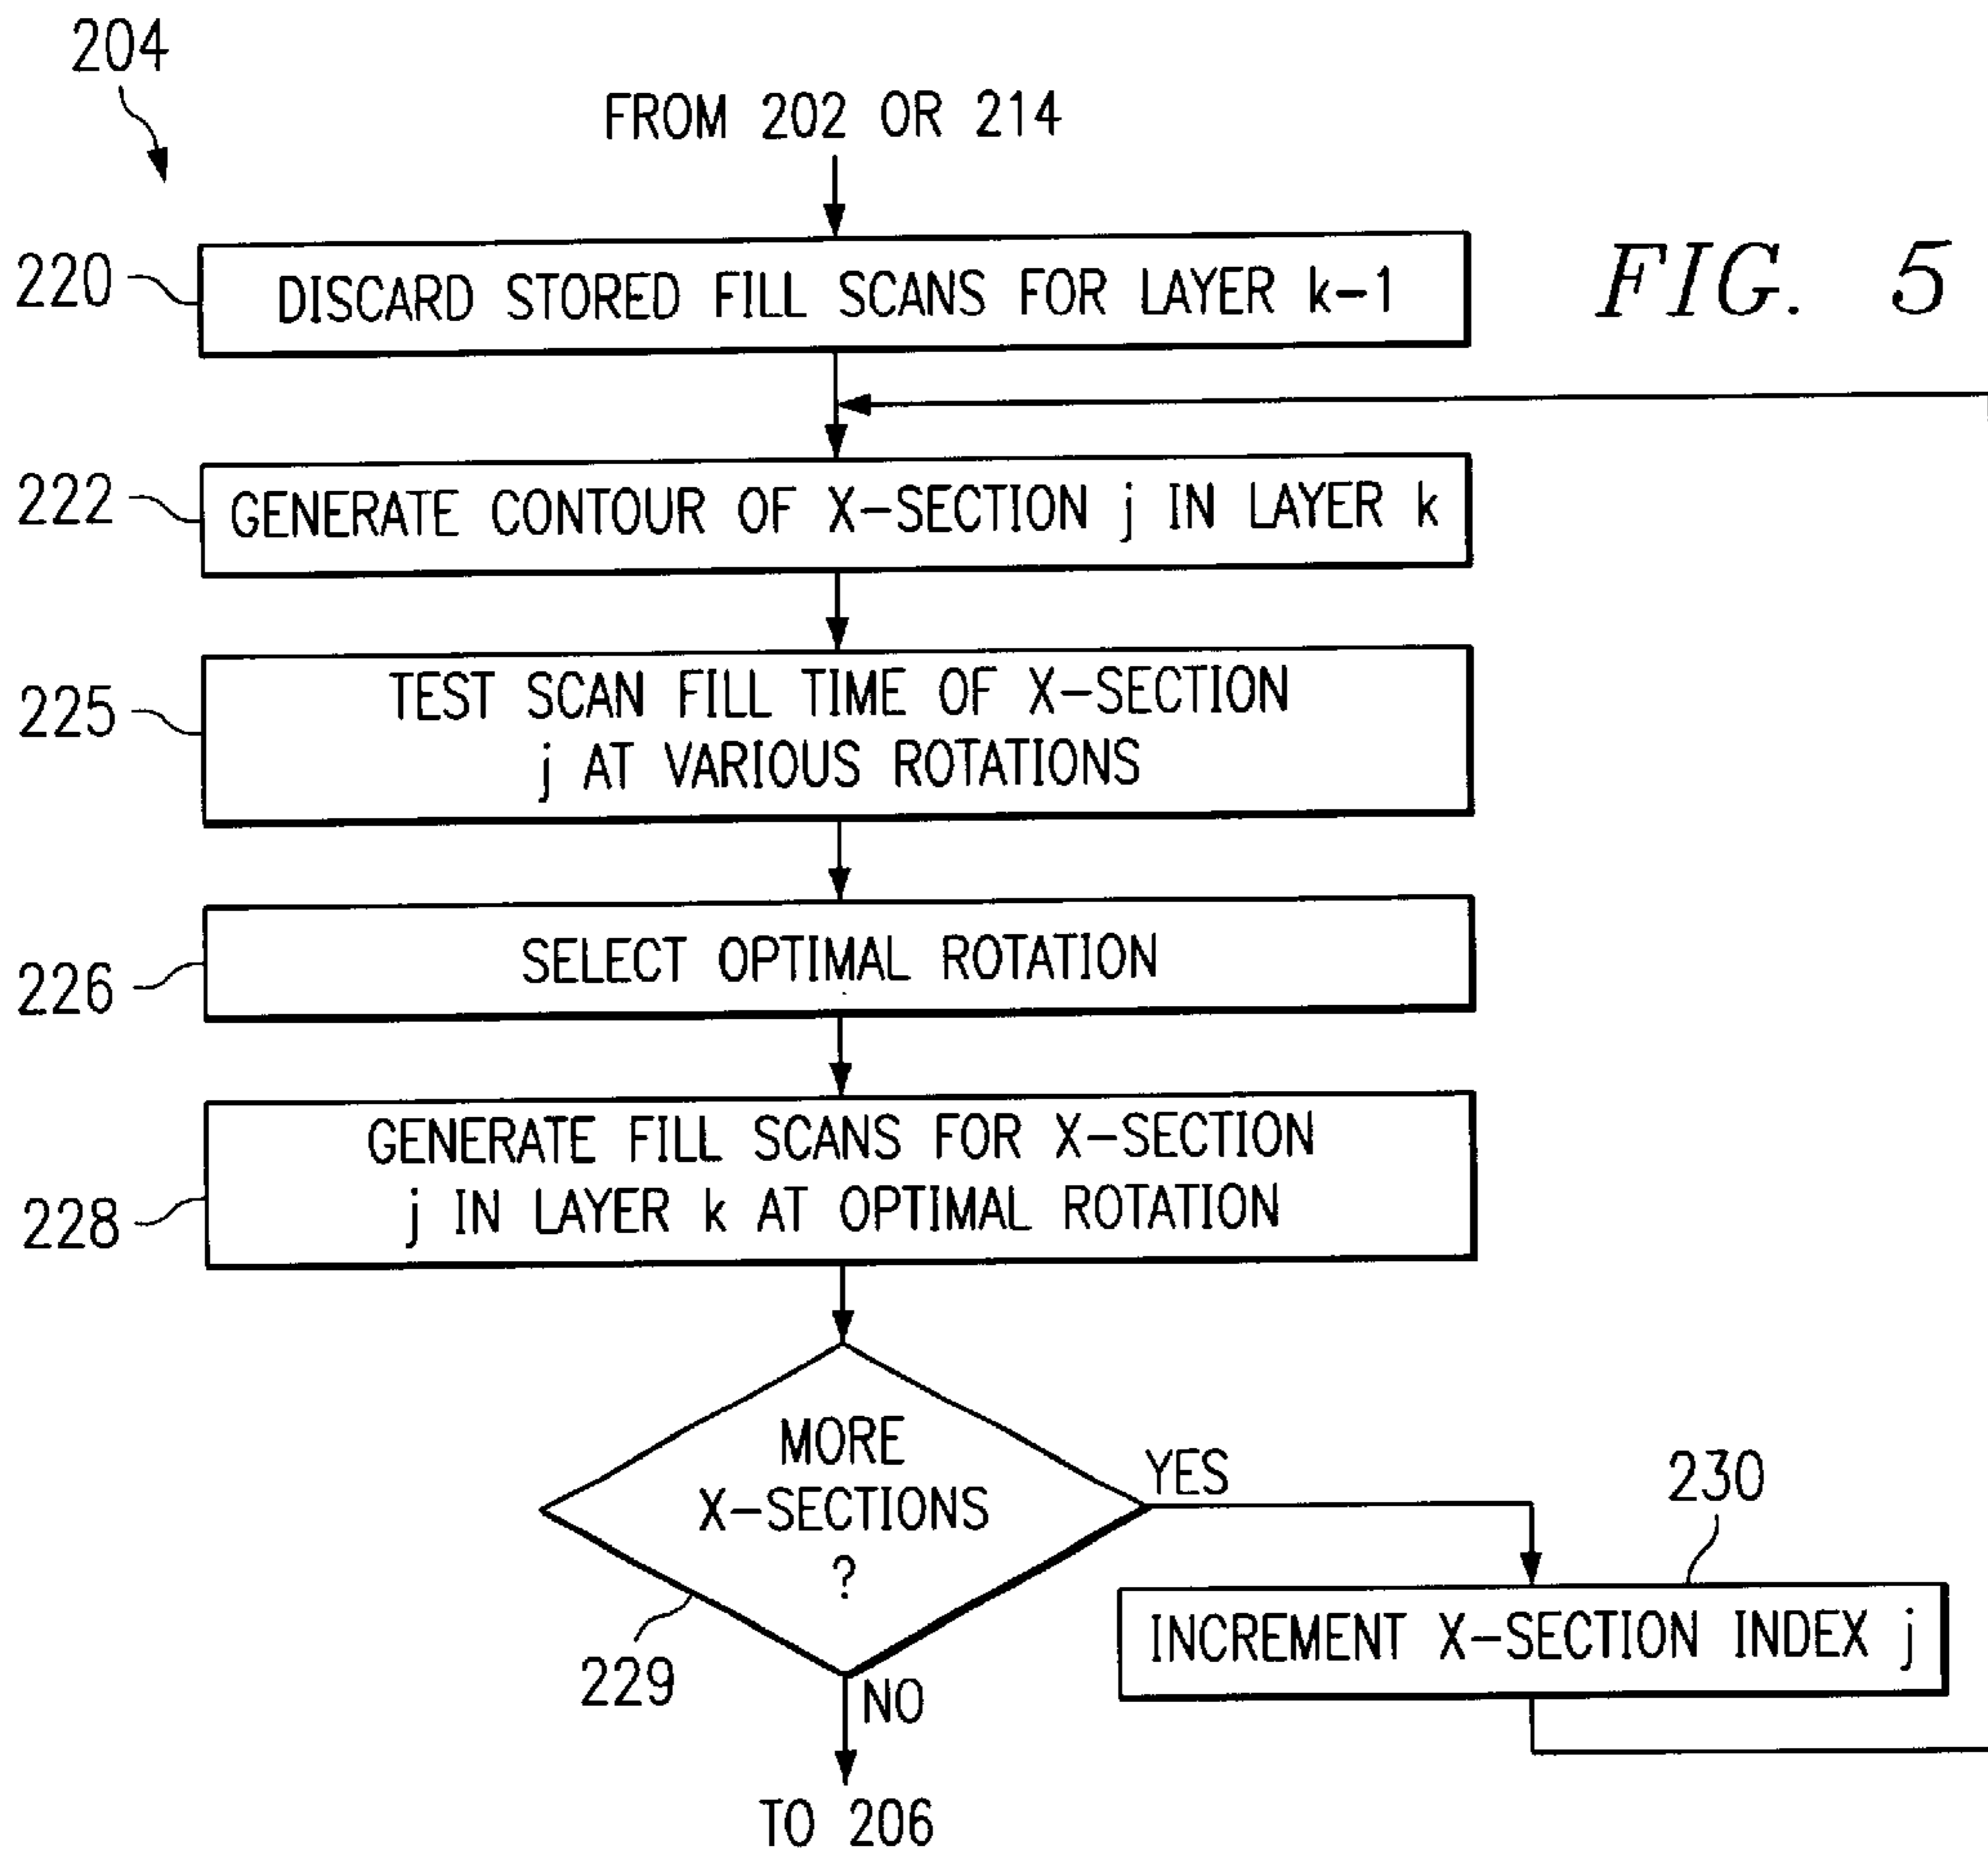 204
FROM 202 OR 214
220
DISCARD STORED FILL SCANS FOR LAYER k-1
FIG. 5
222
GENERATE CONTOUR OF X-SECTION j IN LAYER k
225
TEST SCAN FILL TIME OF X-SECTION
j AT VARIOUS ROTATIONS
226
SELECT OPTIMAL ROTATION
228
GENERATE FILL SCANS FOR X-SECTION
j IN LAYER k AT OPTIMAL ROTATION
MORE
X-SECTIONS
?
YES
230
229
INCREMENT X-SECTION INDEX j
NO
TO 206